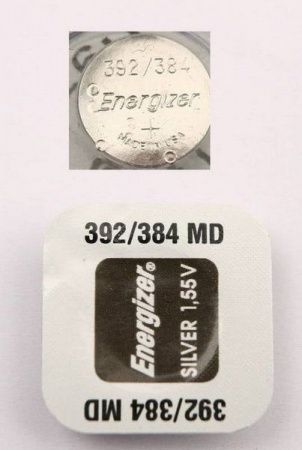 392/384
Energizer
+
MADE IN USA
392/384 MD
Energizer®
SILVER 1,55V
392/384 MD